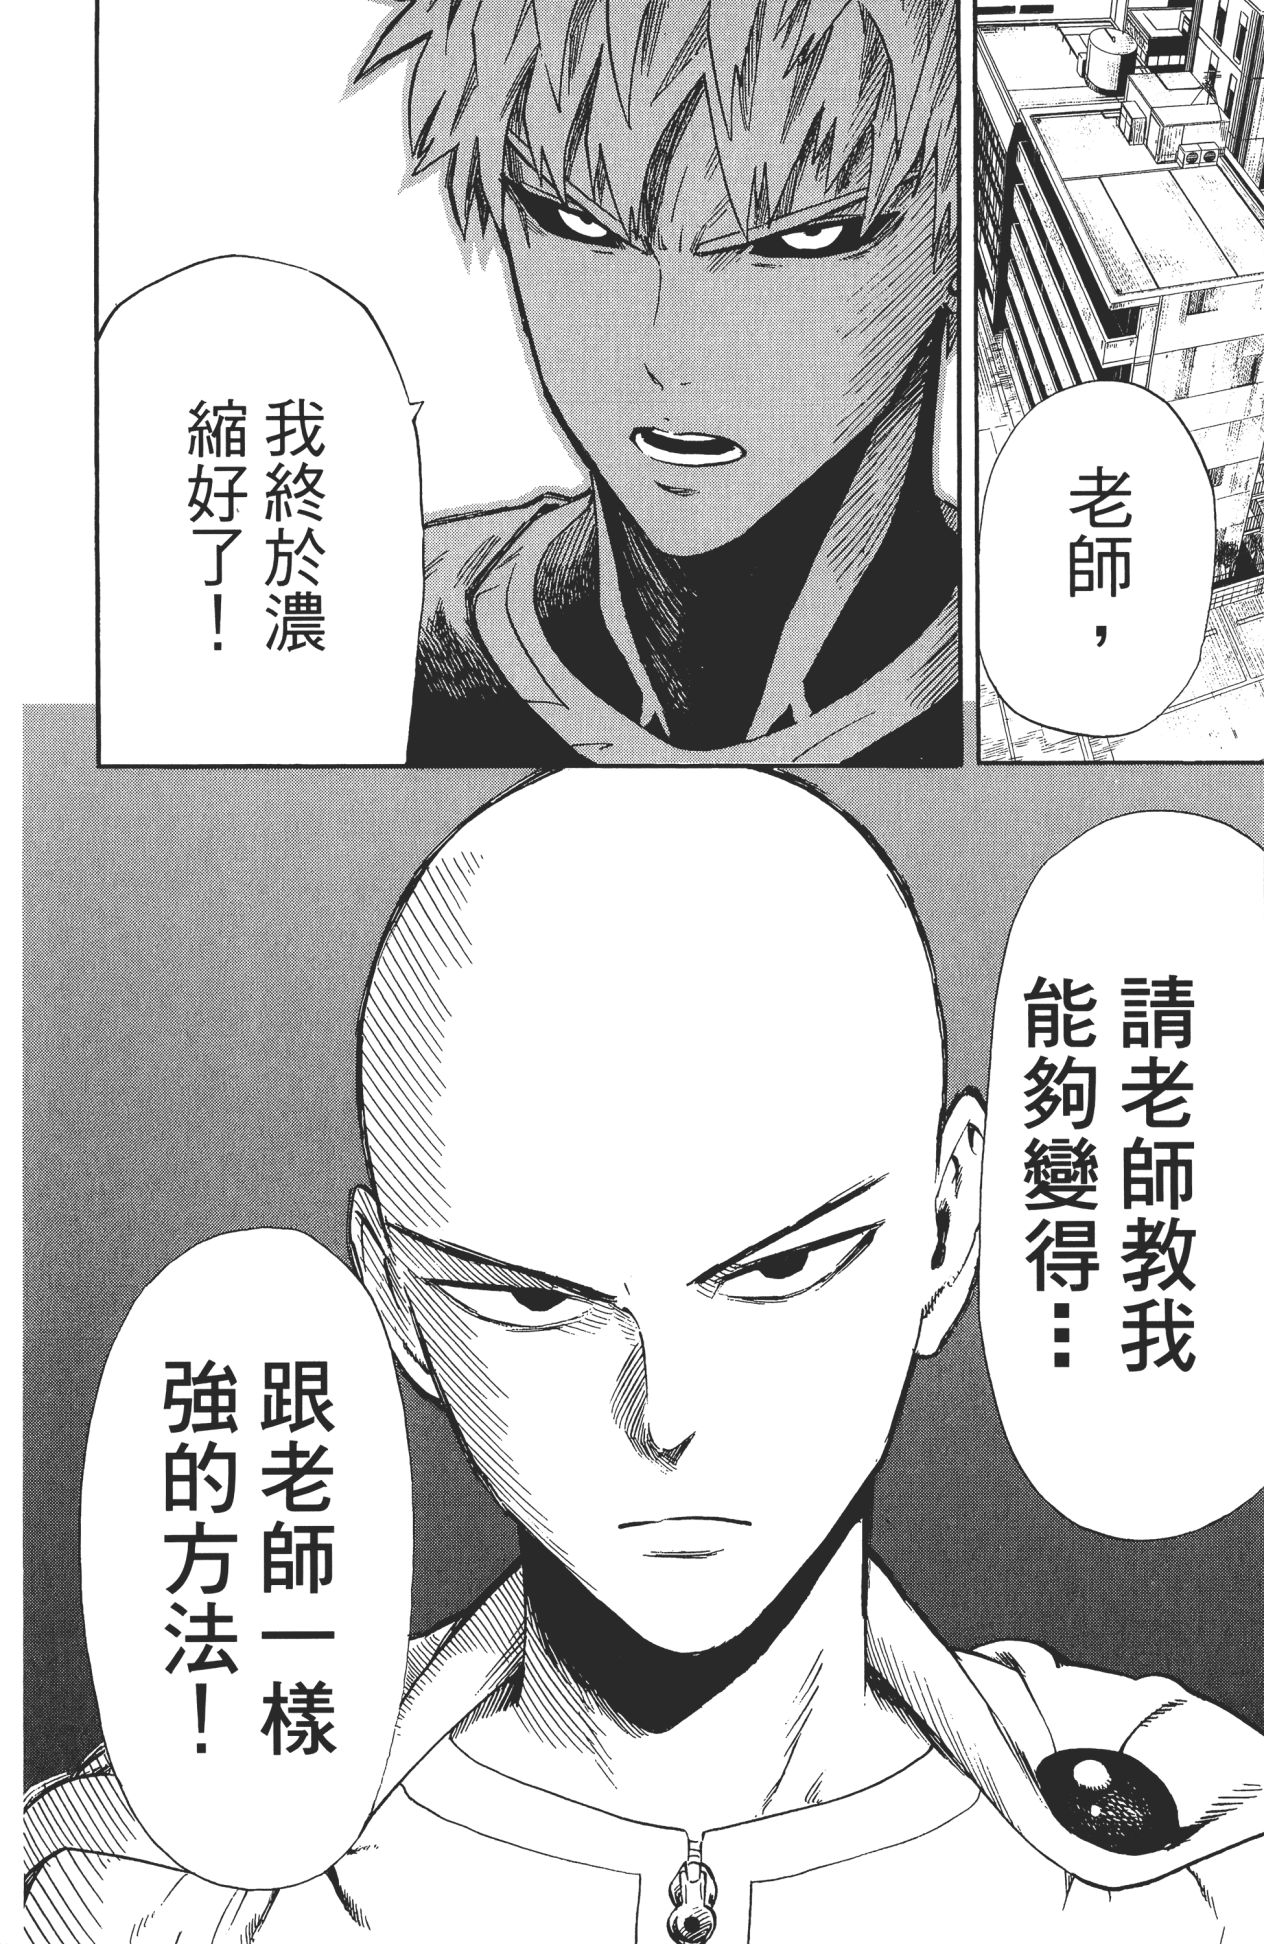 老師，
我終於濃
縮好了！
請老師教我
能夠變得…
跟老師一樣
強的方法！